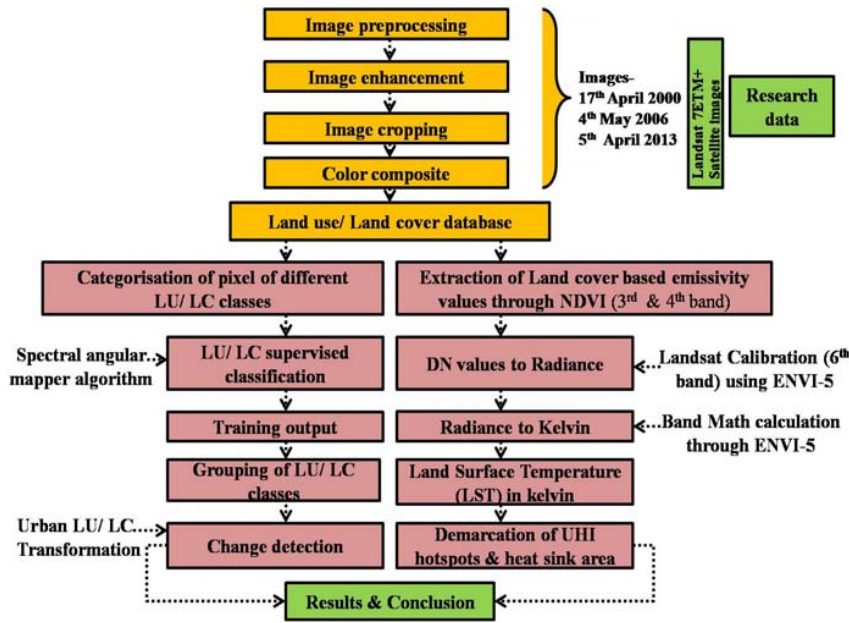 Image preprocessing
Image enhancement
Image cropping
Color composite
Images-
17th April 2000
4th May 2006
5th April 2013
Landsat 7ETM+
Satellite images
Research
data
Land use/ Land cover database
Categorisation of pixel of different
LU/ LC classes
Extraction of Land cover based emissivity
values through NDVI (3rd & 4th band)
Spectral angular
mapper algorithm
LU/ LC supervised
classification
DN values to Radiance
Landsat Calibration (6th
band) using ENVI-5
Training output
Radiance to Kelvin
Band Math calculation
through ENVI-5
Grouping of LU/ LC
classes
Land Surface Temperature
(LST) in kelvin
Urban LU/ LC
Transformation
Change detection
Demarcation of UHI
hotspots & heat sink area
Results & Conclusion